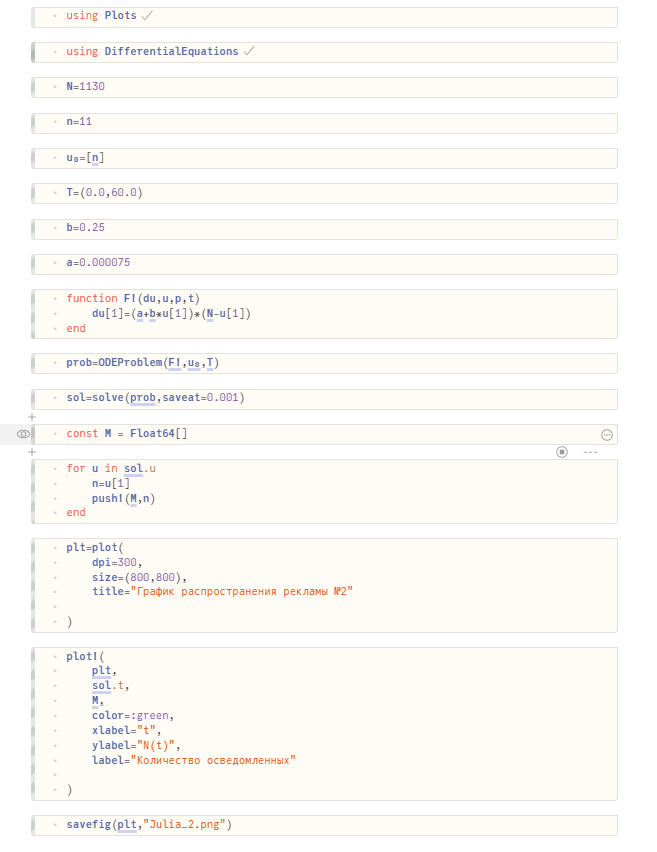 using Plots ✓
using DifferentialEquations ✓
N=1130
n=11
u₀=[n]
T=(0.0,60.0)
b=0.25
a=0.000075
function F!(du,u,p,t)
    du[1]=(a+b*u[1])*(N-u[1])
end
prob=ODEProblem(F!,u₀,T)
sol=solve(prob,saveat=0.001)
const M = Float64[]
for u in sol.u
    n=u[1]
    push!(M,n)
end
plt=plot(
    dpi=300,
    size=(800,800),
    title="График распространения рекламы №2"
)
plot!(
    plt,
    sol.t,
    M,
    color=:green,
    xlabel="t",
    ylabel="N(t)",
    label="Количество осведомленных"
)
savefig(plt,"Julia_2.png")